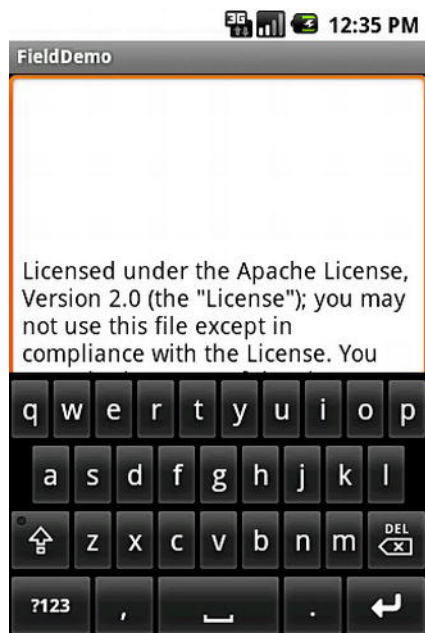 3G 12:35 PM
FieldDemo
Licensed under the Apache License,
Version 2.0 (the "License"); you may
not use this file except in
compliance with the License. You
q w e r t y u i o p
a s d f g h j k l
z x c v b n m DEL
?123 , .